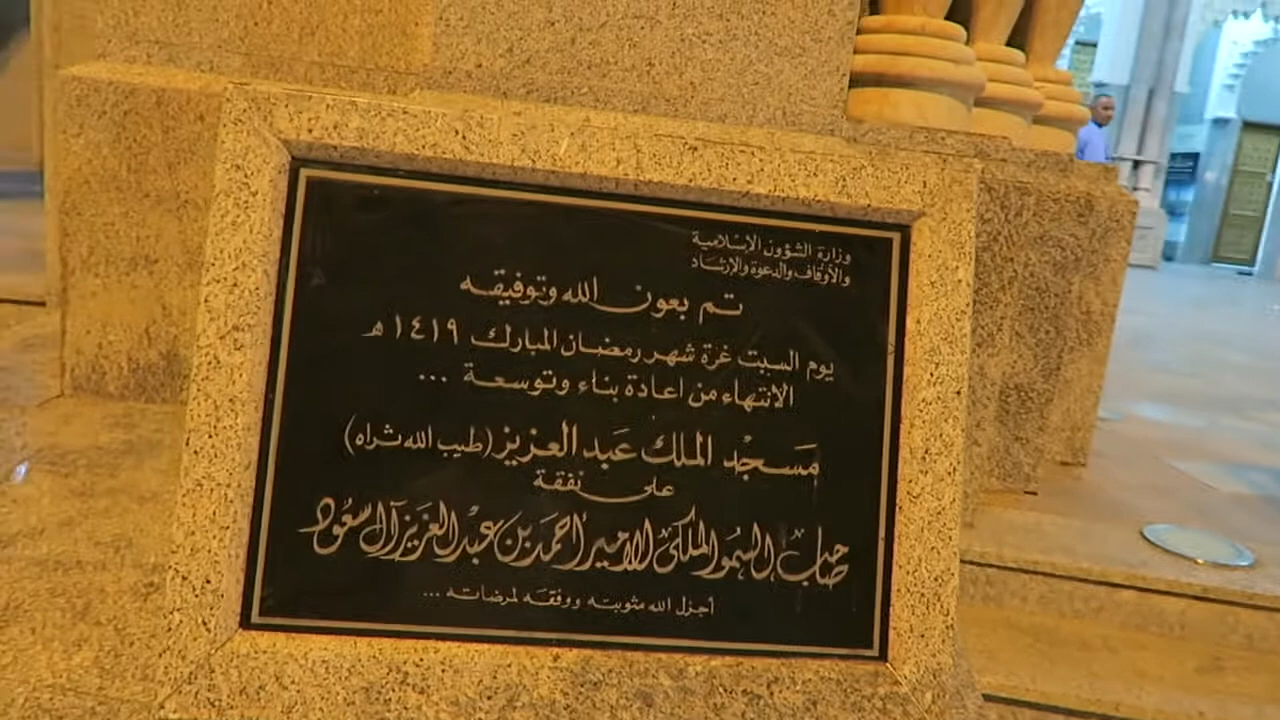 وزارة الشؤون الإسلامية
والأوقاف والدعوة والإرشاد
تم بعون الله وتوفيقه
يوم السبت غرة شهر رمضان المبارك ١٤١٩ هـ
الانتهاء من اعادة بناء وتوسعة ...
مسجد الملك عبد العزيز (طيب الله ثراه)
على نفقة
صاحب السمو الملكي الامير أحمد بن عبد العزيز آل سعود
أجزل الله مثوبته ووفقه لمرضاته ...